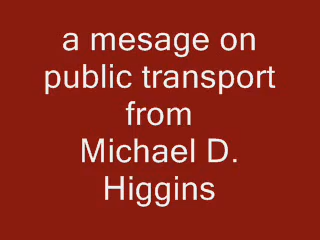 a mesage on
public transport
from
Michael D.
Higgins